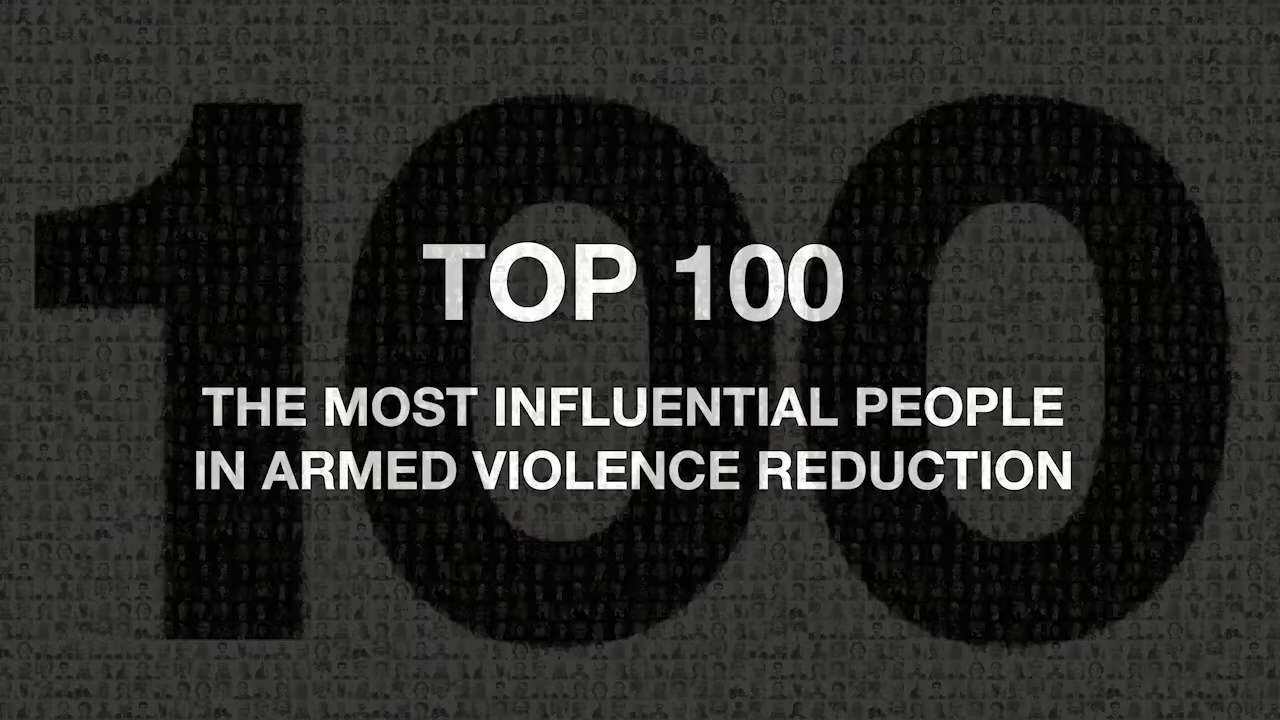 TOP 100
THE MOST INFLUENTIAL PEOPLE
IN ARMED VIOLENCE REDUCTION
100